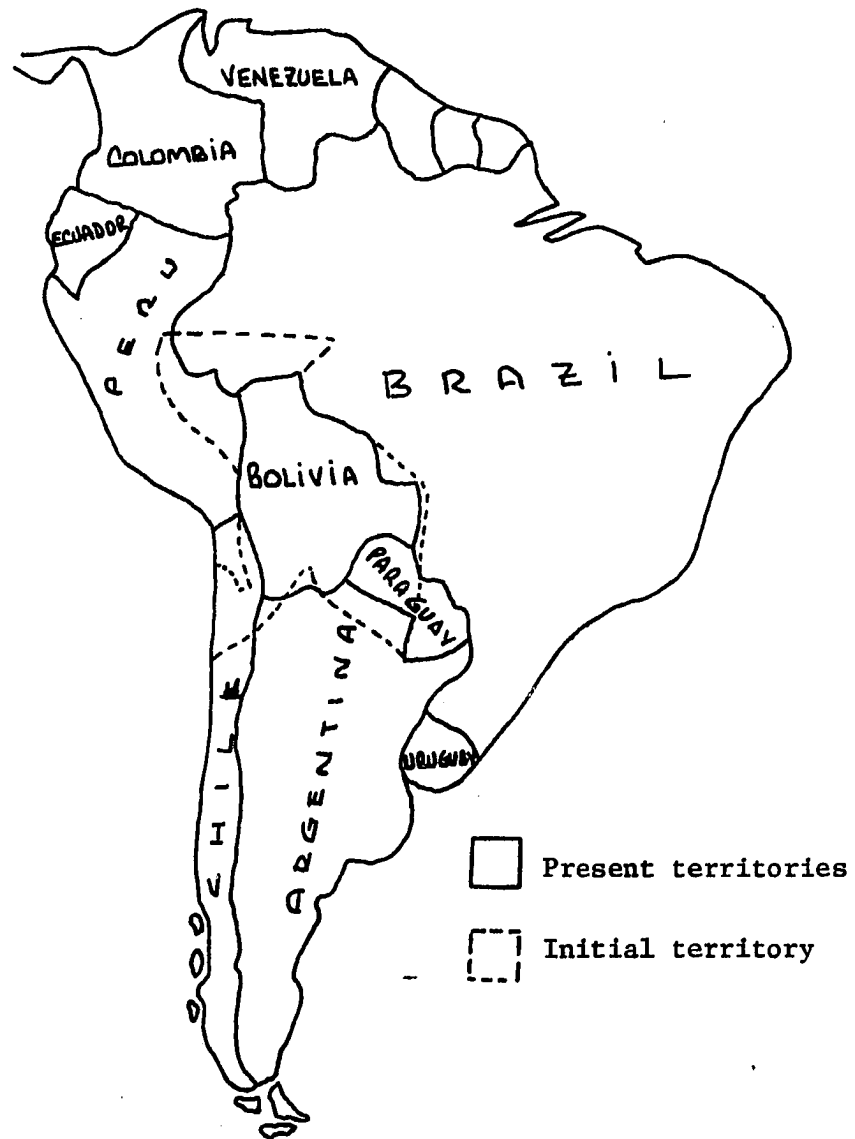 VENEZUELA
COLOMBIA
ECUADOR
PERU
BRAZIL
BOLIVIA
PARAGUAY
CHILE
ARGENTINA
URUGUAY
Present territories
Initial territory